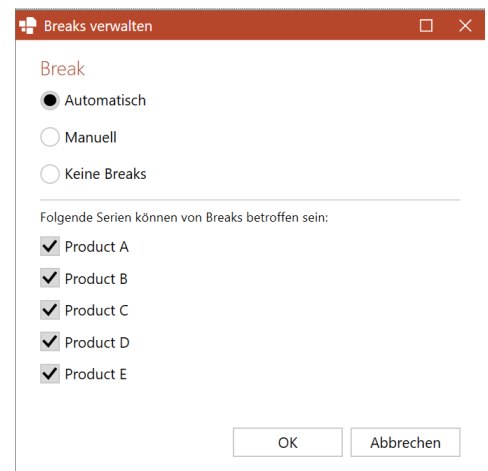 Breaks verwalten
Break
Automatisch
Manuell
Keine Breaks
Folgende Serien können von Breaks betroffen sein:
Product A
Product B
Product C
Product D
Product E
OK Abbrechen